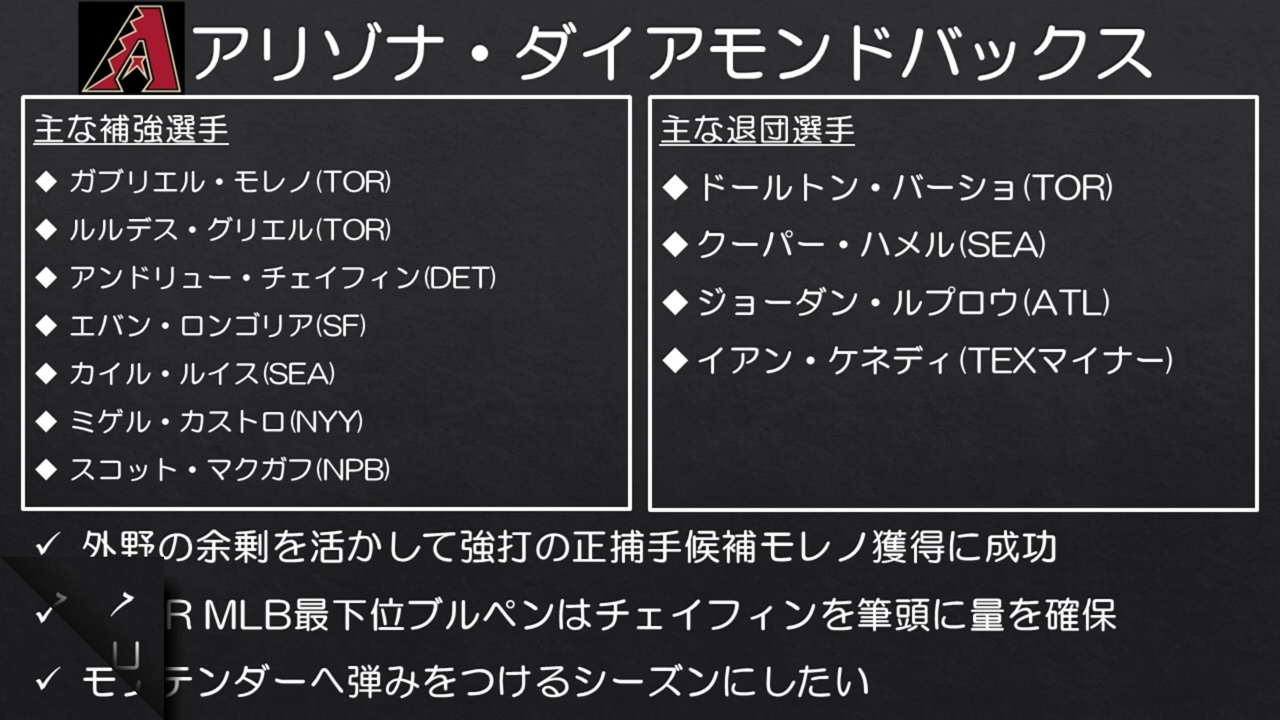 アリゾナ・ダイアモンドバックス
主な補強選手
◆ ガブリエル・モレノ(TOR)
◆ ルルデス・グリエル(TOR)
◆ アンドリュー・チェイフィン(DET)
◆ エバン・ロンゴリア(SF)
◆ カイル・ルイス(SEA)
◆ ミゲル・カストロ(NYY)
◆ スコット・マクガフ(NPB)
主な退団選手
◆ ドールトン・バーショ(TOR)
◆ クーパー・ハメル(SEA)
◆ ジョーダン・ルプロウ(ATL)
◆ イアン・ケネディ(TEXマイナー)
✓ 外野の余剰を活かして強打の正捕手候補モレノ獲得に成功
✓ R MLB最下位ブルペンはチェイフィンを筆頭に量を確保
✓ テンダーへ弾みをつけるシーズンにしたい